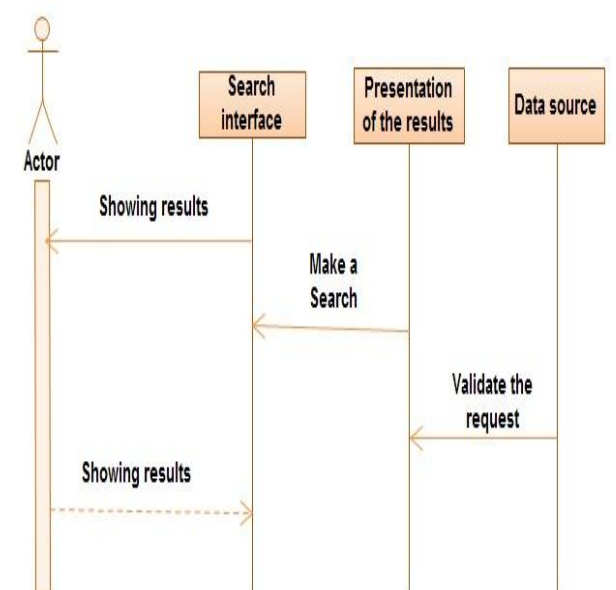 Search
interface
Presentation
of the results
Data source
Actor
Showing results
Make a
Search
Validate the
request
Showing results